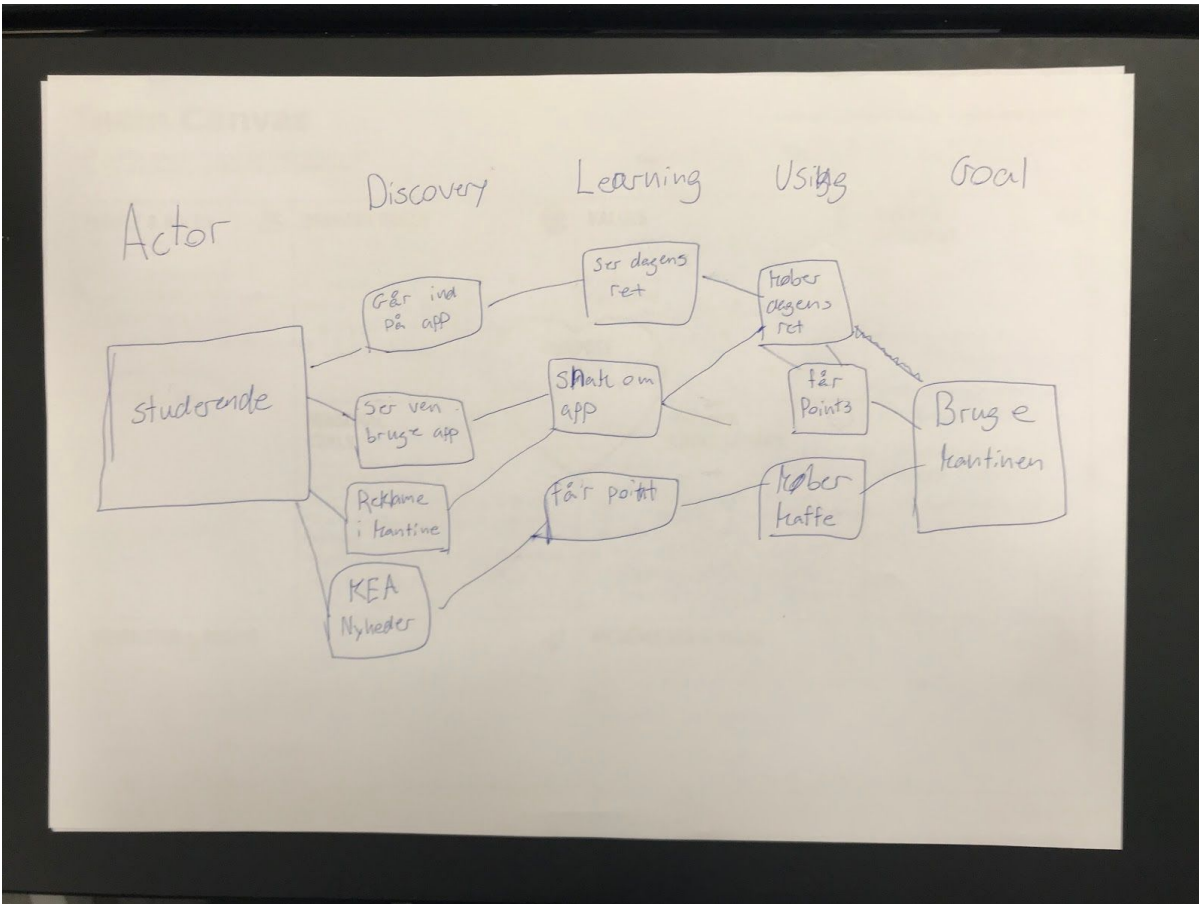 Actor
Discovery
Learning
Using
Goal
studerende
Går ind
på app
Ser ven
bruge app
Reklame
i kantine
KEA
Nyheder
Ser dagens
ret
Snak om
app
får point
køber
dagens
ret
får
Points
køber
kaffe
Bruge
kantinen